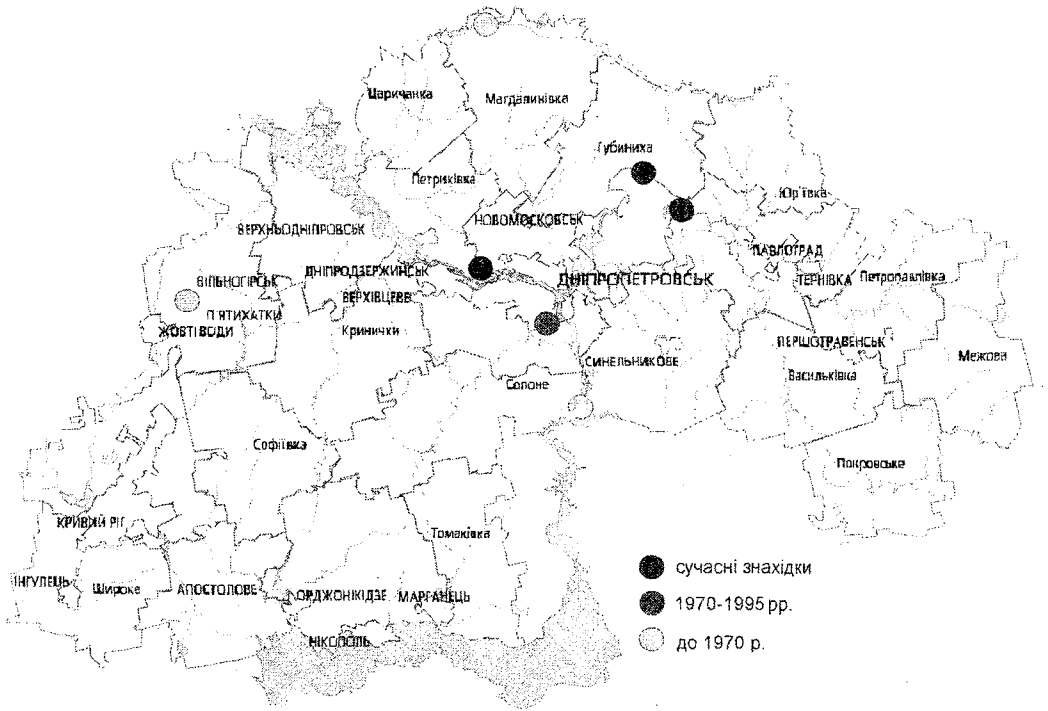 Царичанка
Магдалинівка
Губиниха
Петриківка
Юр'ївка
НОВОМОСКОВСЬК
ВЕРХНЬОДНІПРОВСЬК
ПАВЛОГРАД
ДНІПРОДЗЕРЖИНСЬК
ДНІПРОПЕТРОВСЬК
ТЕРНІВКА
Петропавлівка
ВІЛЬНОГІРСЬК
ВЕРХІВЦЕВЕ
П'ЯТИХАТКИ
ЖОВТІ ВОДИ
Кринички
ПЕРШОТРАВЕНСЬК
Межова
СИНЕЛЬНИКОВЕ
Васильківка
Солоне
Софіївка
Покровське
КРИВИЙ РІГ
Томаківка
ІНГУЛЕЦЬ
Широке
АПОСТОЛОВЕ
ОРДЖОНІКІДЗЕ
МАРГАНЕЦЬ
НІКОПОЛЬ
сучасні знахідки
1970-1995 рр.
до 1970 р.